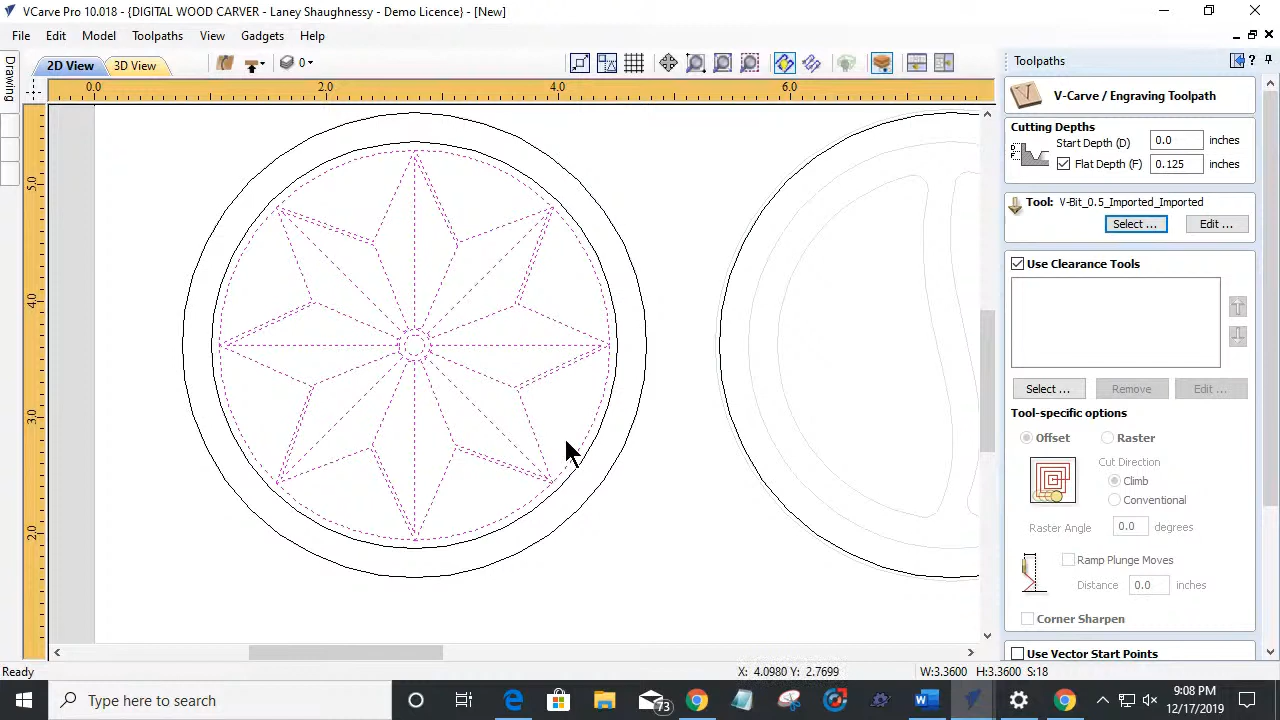 VCarve Pro 10.018 - {DIGITAL WOOD CARVER - Laney Shaughnessy - Demo Licence} - [New]
File Edit Model Toolpaths View Gadgets Help
Drawing
2D View 3D View
0
Toolpaths
?
0.0 2.0 4.0 6.0
5.0
4.0
3.0
2.0
V-Carve / Engraving Toolpath
Cutting Depths
Start Depth (D) 0.0 inches
Flat Depth (F) 0.125 inches
Tool: V-Bit_0.5_Imported_Imported
Select ... Edit ...
Use Clearance Tools
Select ... Remove Edit ...
Tool-specific options
Offset Raster
Cut Direction
Climb
Conventional
Raster Angle 0.0 degrees
Ramp Plunge Moves
Distance 0.0 inches
Corner Sharpen
Use Vector Start Points
Ready X: 4.0980 Y: 2.7699 W:3.3600 H:3.3600 S:18
Type here to search
73
9:08 PM
12/17/2019